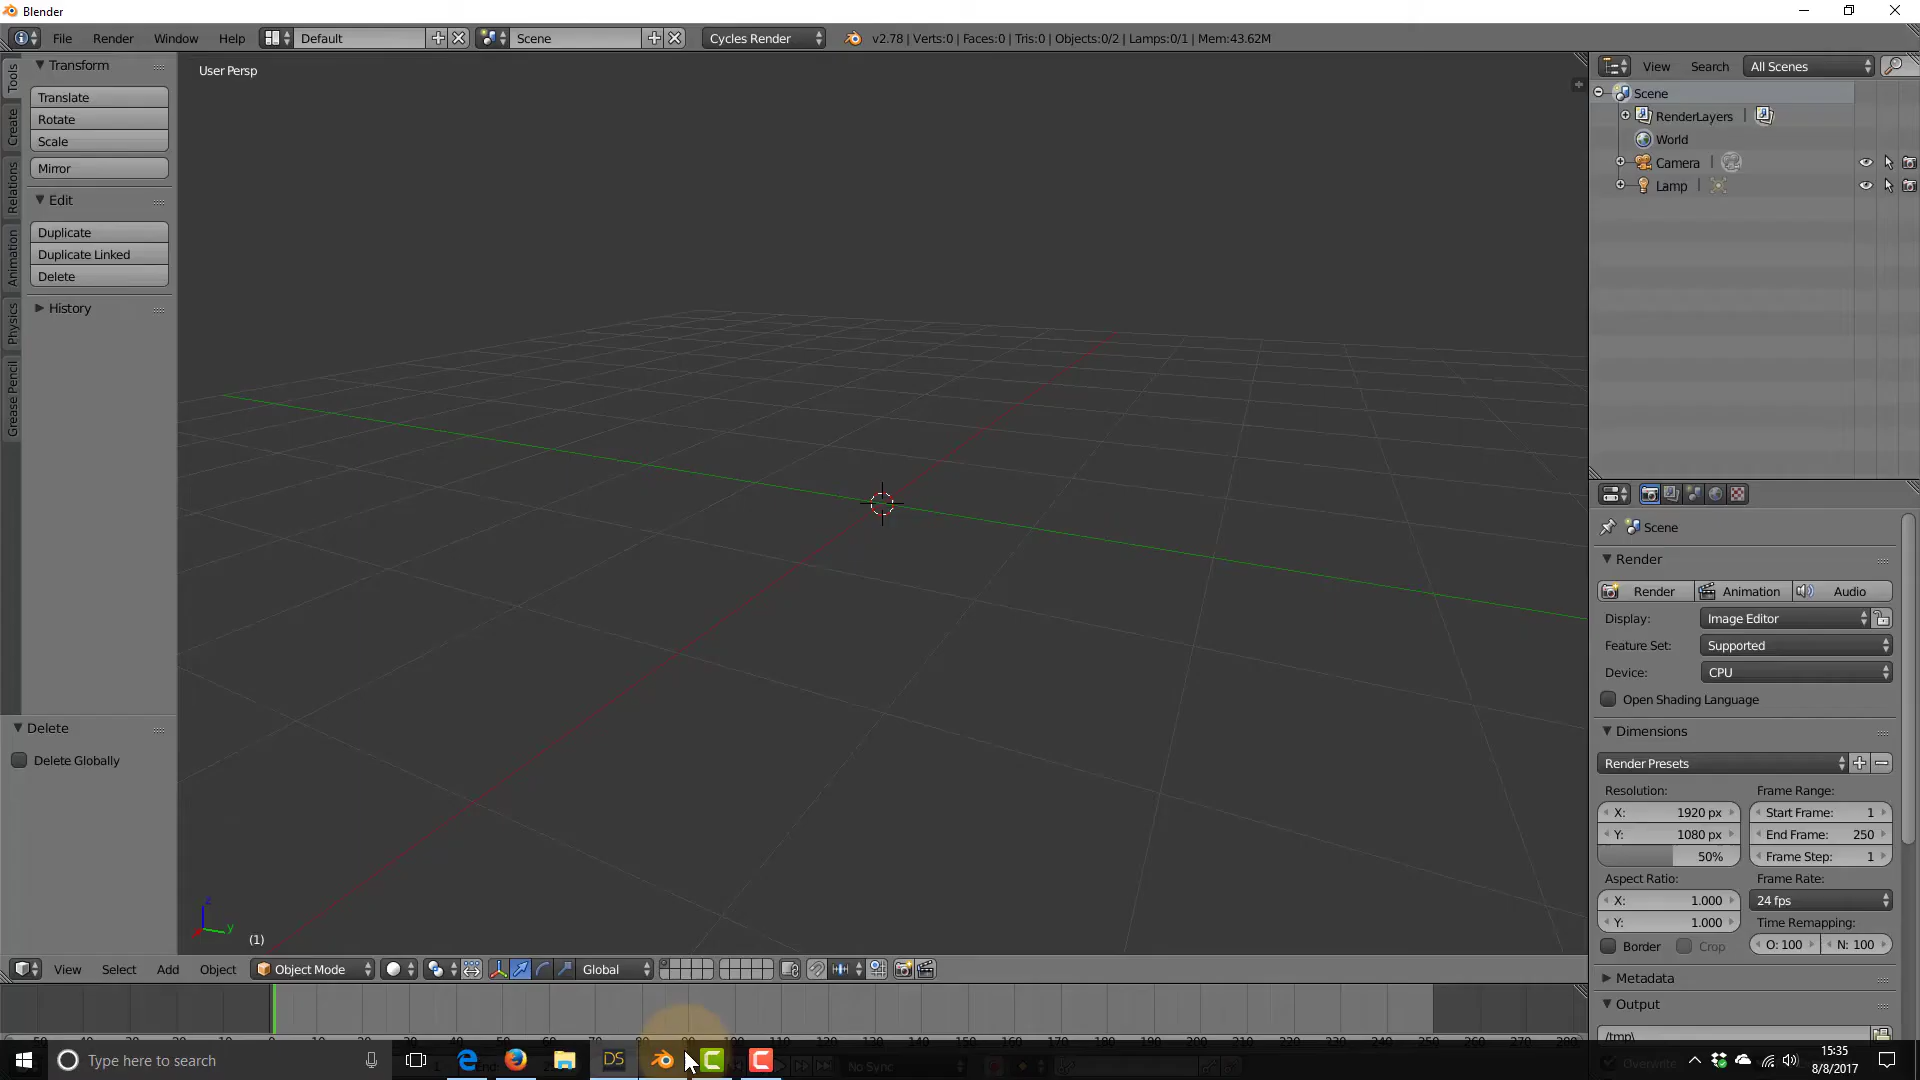 Blender
File Render Window Help Default Scene Cycles Render v2.78 | Verts:0 | Faces:0 | Tris:0 | Objects:0/2 | Lamps:0/1 | Mem:43.62M
Tools
Create
Relations
Animation
Physics
Grease Pencil
Transform
Translate
Rotate
Scale
Mirror
Edit
Duplicate
Duplicate Linked
Delete
History
Delete
Delete Globally
User Persp
z
y
(1)
View Search All Scenes
Scene
RenderLayers
World
Camera
Lamp
Scene
Render
Render Animation Audio
Display: Image Editor
Feature Set: Supported
Device: CPU
Open Shading Language
Dimensions
Render Presets
Resolution: Frame Range:
X: 1920 px Start Frame: 1
Y: 1080 px End Frame: 250
50% Frame Step: 1
Aspect Ratio: Frame Rate:
X: 1.000 24 fps
Y: 1.000 Time Remapping:
Border Crop O: 100 N: 100
Metadata
Output
/tmp\
Overwrite
View Select Add Object Object Mode Global
No Sync
Type here to search
DS
15:35
8/8/2017